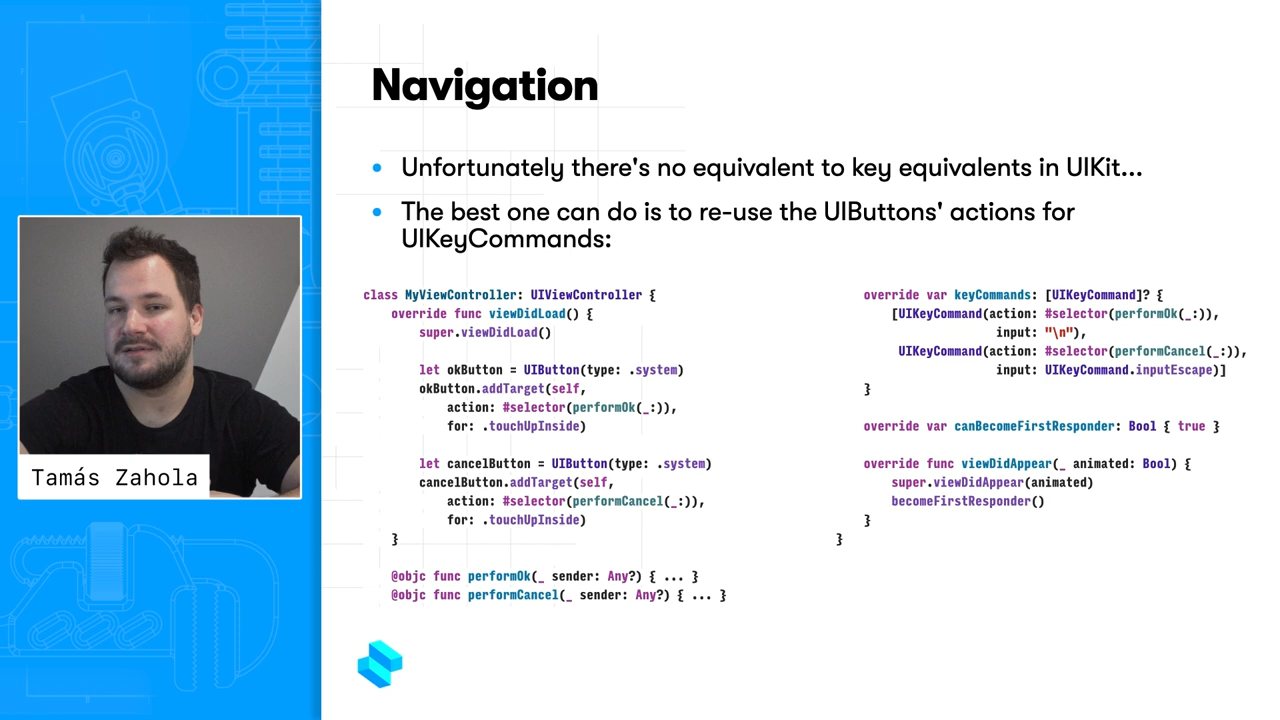 Navigation
Unfortunately there's no equivalent to key equivalents in UIKit...
The best one can do is to re-use the UIButtons' actions for
UIKeyCommands:
class MyViewController: UIViewController {
override func viewDidLoad() {
super.viewDidLoad()
let okButton = UIButton(type: .system)
okButton.addTarget(self,
action: #selector(performOk(_:)),
for: .touchUpInside)
let cancelButton = UIButton(type: .system)
cancelButton.addTarget(self,
action: #selector(performCancel(_:)),
for: .touchUpInside)
}
@objc func performOk(_ sender: Any?) { ... }
@objc func performCancel(_ sender: Any?) { ... }
override var keyCommands: [UIKeyCommand]? {
[UIKeyCommand(action: #selector(performOk(_:)),
input: "\n"),
UIKeyCommand(action: #selector(performCancel(_:)),
input: UIKeyCommand.inputEscape)]
}
override var canBecomeFirstResponder: Bool { true }
override func viewDidAppear(_ animated: Bool) {
super.viewDidAppear(animated)
becomeFirstResponder()
}
}
Tamás Zahola